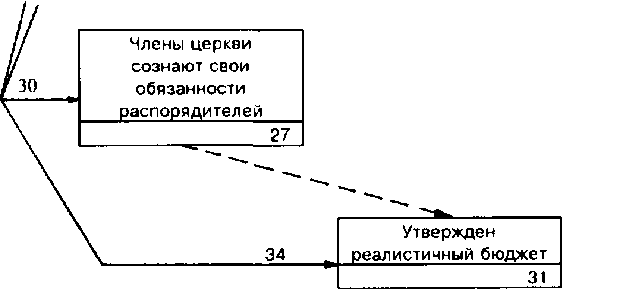 Члены церкви
сознают свои
обязанности
распорядителей
30
27
Утвержден
реалистичный бюджет
34
31